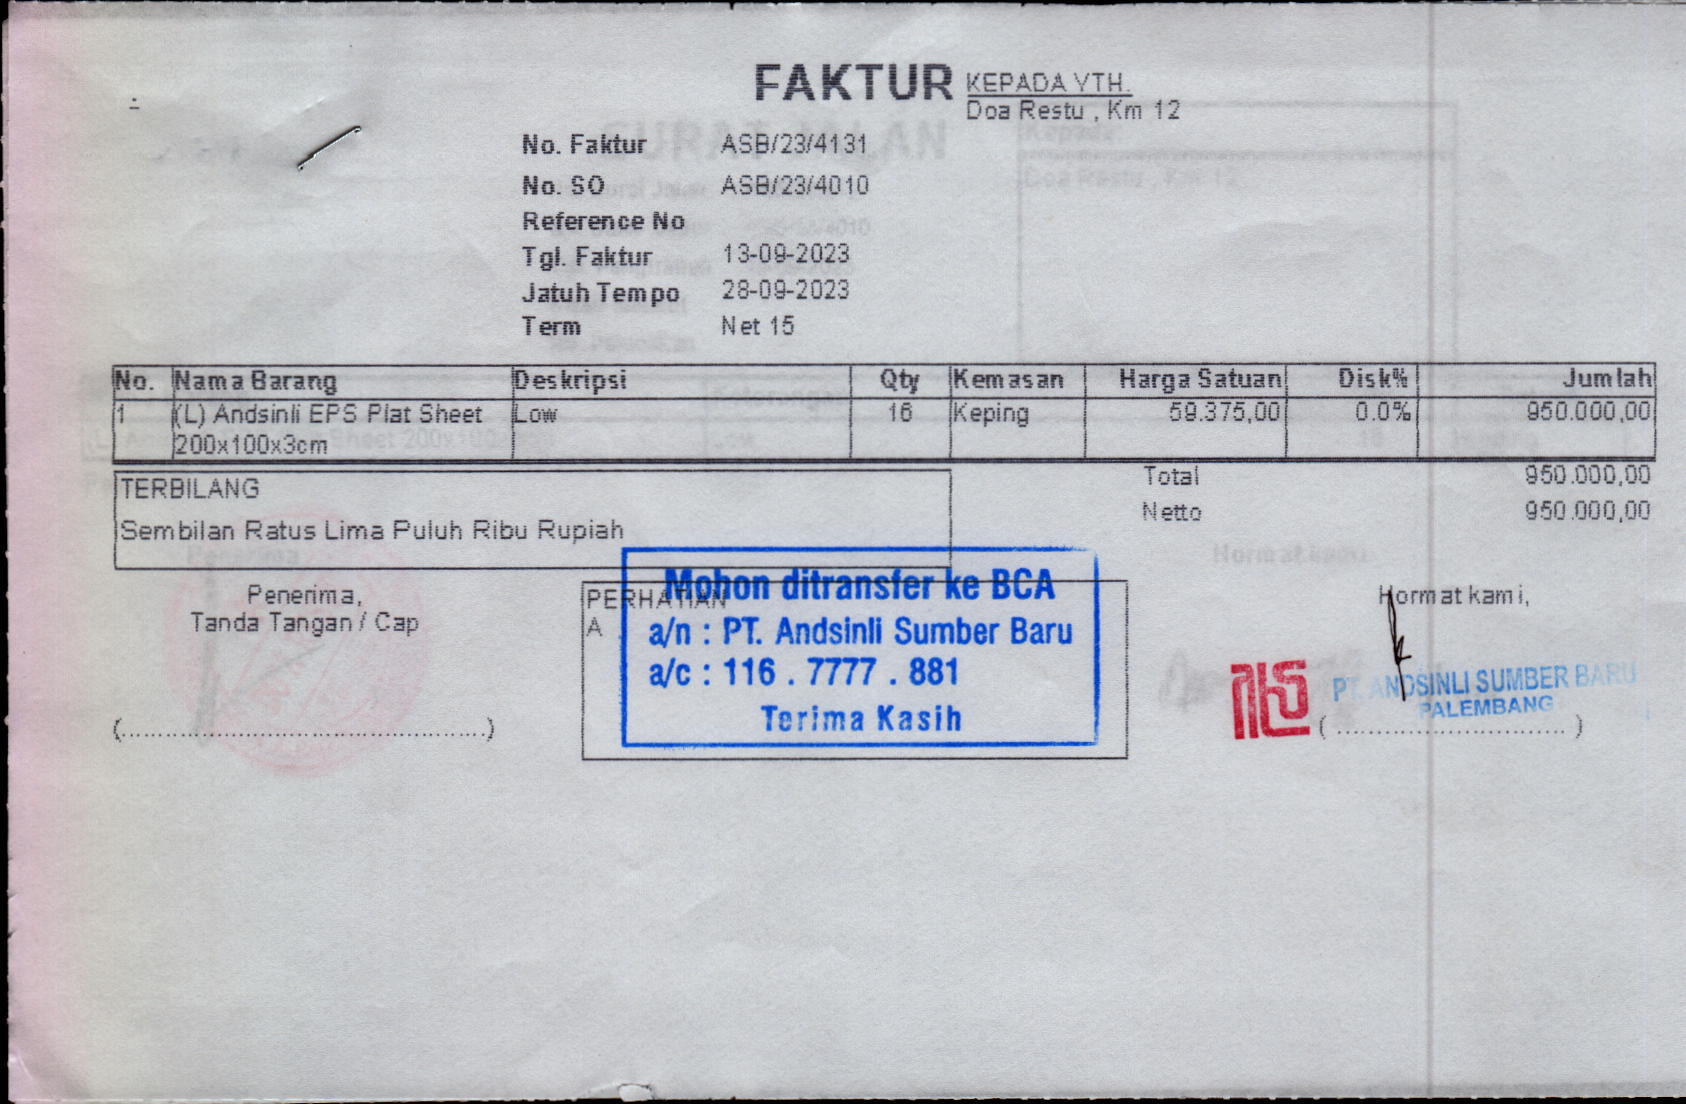 FAKTUR
KEPADA YTH.
Doa Restu , Km 12
No. Faktur ASB/23/4131
No. SO ASB/23/4010
Reference No
Tgl. Faktur 13-09-2023
Jatuh Tempo 28-09-2023
Term Net 15
No. Nama Barang Deskripsi Qty Kemasan Harga Satuan Disk% Jumlah
1 (L) Andsinli EPS Plat Sheet Low 16 Keping 59.375,00 0.0% 950.000,00
200x100x3cm
Total 950.000,00
TERBILANG
Netto 950.000,00
Sembilan Ratus Lima Puluh Ribu Rupiah
Penerima,
Tanda Tangan / Cap
PERHATIAN
A
Mohon ditransfer ke BCA
a/n : PT. Andsinli Sumber Baru
a/c : 116 . 7777 . 881
Terima Kasih
Hormat kami,
PT. ANDSINLI SUMBER BARU
PALEMBANG
(..............................................)
( ............................. )